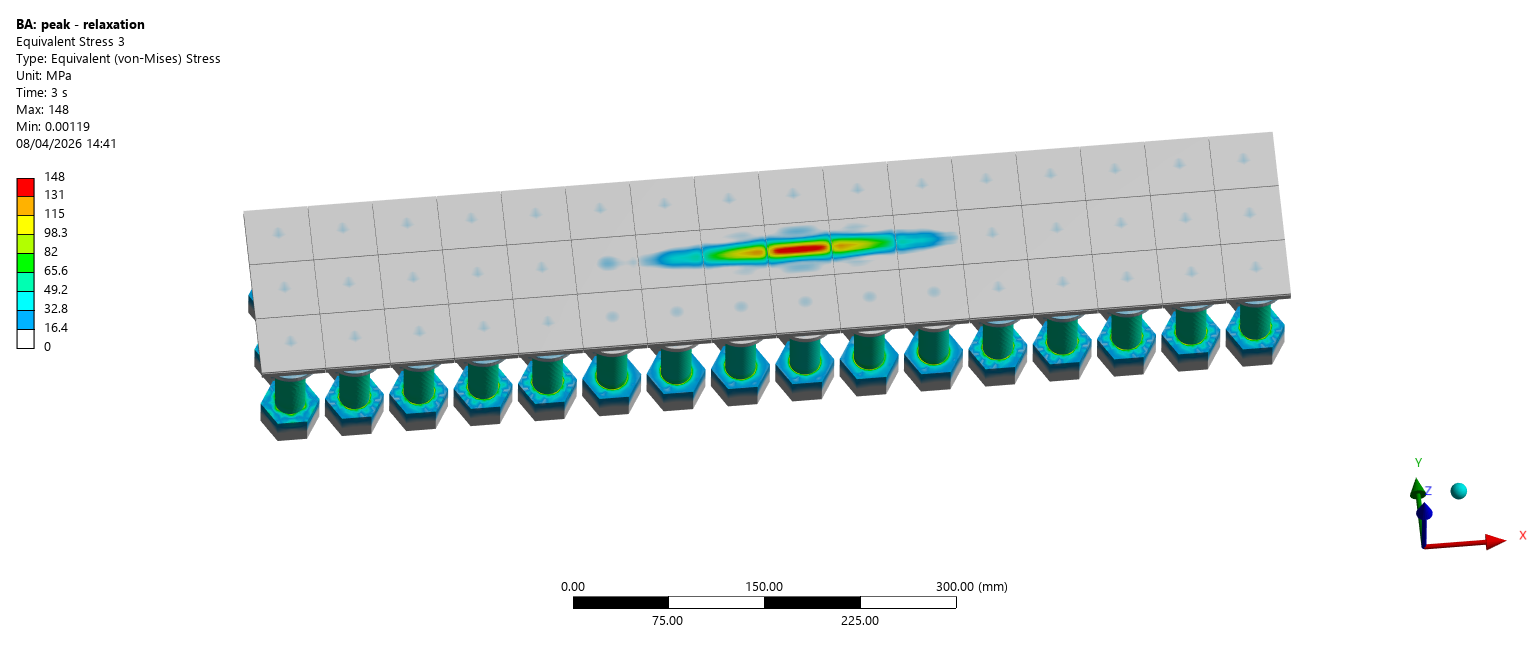 BA: peak - relaxation
Equivalent Stress 3
Type: Equivalent (von-Mises) Stress
Unit: MPa
Time: 3 s
Max: 148
Min: 0.00119
08/04/2026 14:41
148
131
115
98.3
82
65.6
49.2
32.8
16.4
0
Y
Z
X
0.00 150.00 300.00 (mm)
75.00 225.00